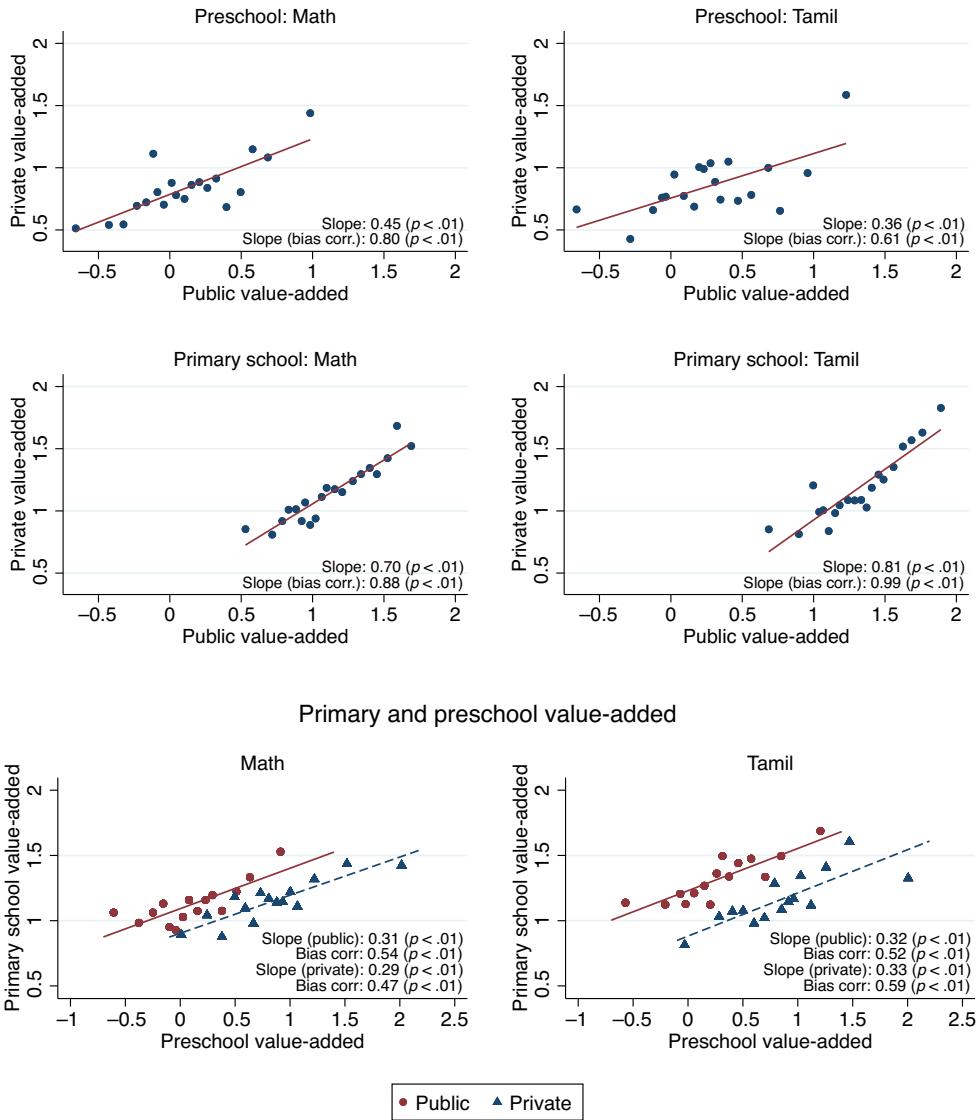 Preschool: Math
Private value-added
2
1.5
1
0.5
Slope: 0.45 (p < .01)
Slope (bias corr.): 0.80 (p < .01)
−0.5 0 0.5 1 1.5 2
Public value-added
Preschool: Tamil
Private value-added
2
1.5
1
0.5
Slope: 0.36 (p < .01)
Slope (bias corr.): 0.61 (p < .01)
−0.5 0 0.5 1 1.5 2
Public value-added
Primary school: Math
Private value-added
2
1.5
1
0.5
Slope: 0.70 (p < .01)
Slope (bias corr.): 0.88 (p < .01)
−0.5 0 0.5 1 1.5 2
Public value-added
Primary school: Tamil
Private value-added
2
1.5
1
0.5
Slope: 0.81 (p < .01)
Slope (bias corr.): 0.99 (p < .01)
−0.5 0 0.5 1 1.5 2
Public value-added
Primary and preschool value-added
Math
Primary school value-added
2
1.5
1
0.5
Slope (public): 0.31 (p < .01)
Bias corr: 0.54 (p < .01)
Slope (private): 0.29 (p < .01)
Bias corr: 0.47 (p < .01)
−1 −0.5 0 0.5 1 1.5 2 2.5
Preschool value-added
Tamil
Primary school value-added
2
1.5
1
0.5
Slope (public): 0.32 (p < .01)
Bias corr: 0.52 (p < .01)
Slope (private): 0.33 (p < .01)
Bias corr: 0.59 (p < .01)
−1 −0.5 0 0.5 1 1.5 2 2.5
Preschool value-added
Public Private